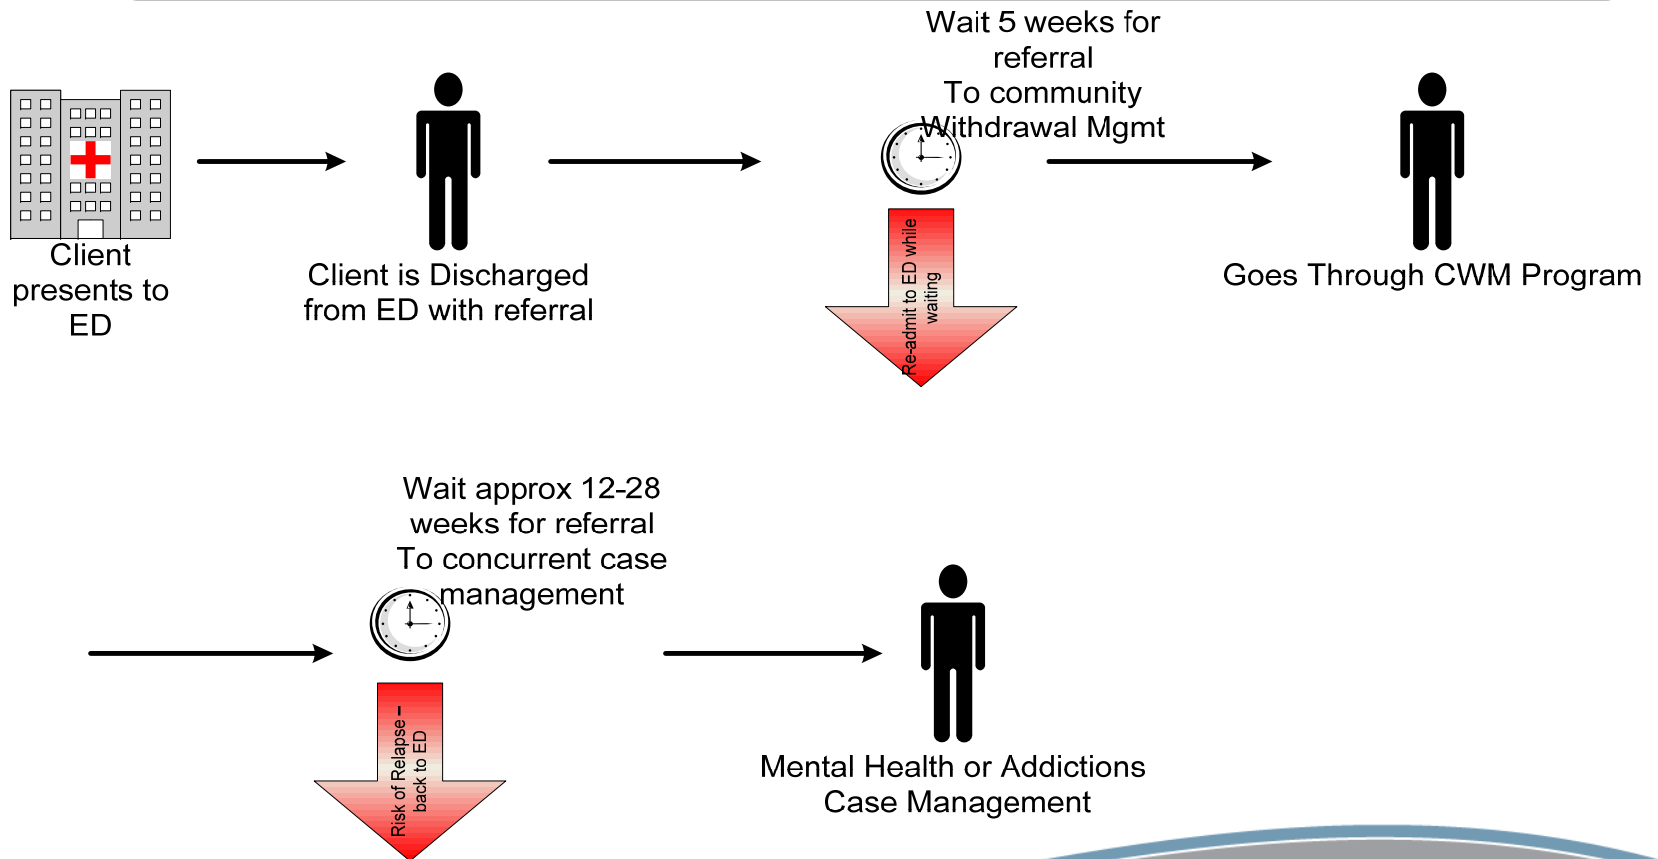 Wait 5 weeks for
referral
To community
Withdrawal Mgmt
Client
presents to
ED
Client is Discharged
from ED with referral
Re-admit to ED while
waiting
Goes Through CWM Program
Wait approx 12-28
weeks for referral
To concurrent case
management
Risk of Relapse –
back to ED
Mental Health or Addictions
Case Management